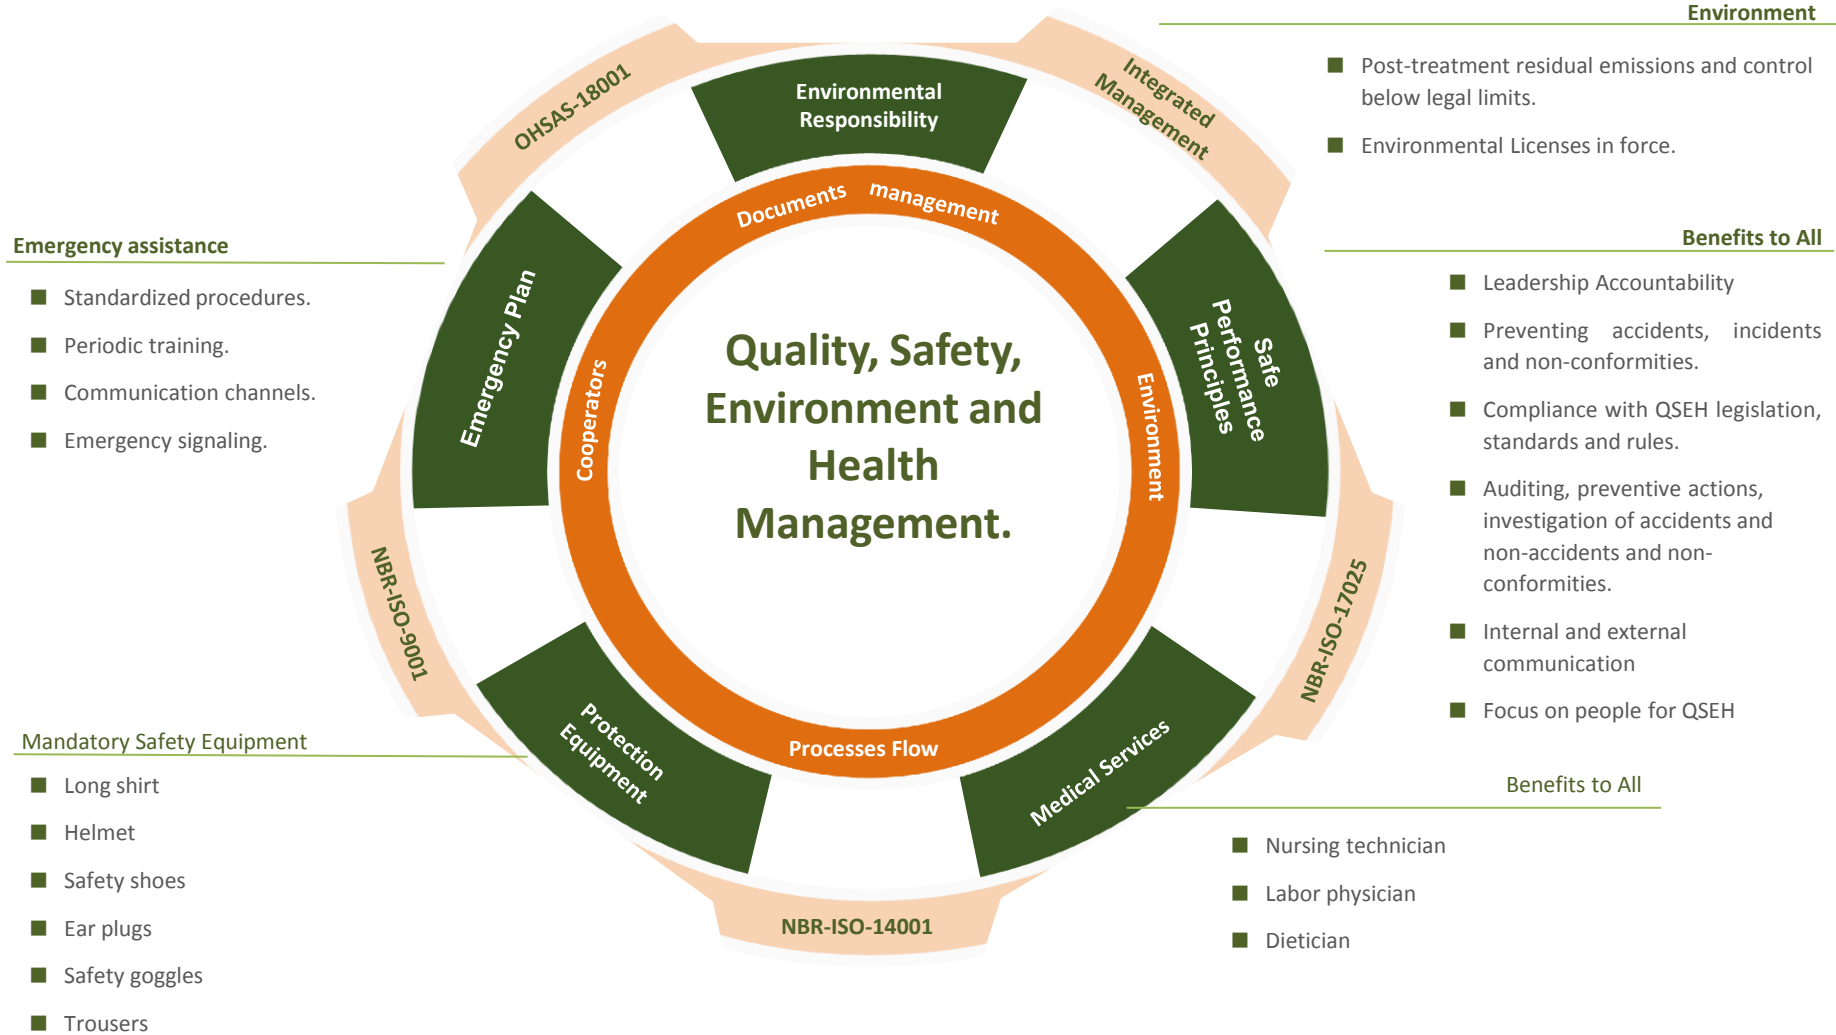 Environment
Post-treatment residual emissions and control
below legal limits.
Environmental Licenses in force.
OHSAS-18001
Integrated
Management
Environmental
Responsibility
Documents management
Emergency assistance
Standardized procedures.
Periodic training.
Communication channels.
Emergency signaling.
Emergency Plan
Cooperators
Quality, Safety,
Environment and
Health
Management.
Environment
Safe
Performance
Principles
Benefits to All
Leadership Accountability
Preventing accidents, incidents
and non-conformities.
Compliance with QSEH legislation,
standards and rules.
Auditing, preventive actions,
investigation of accidents and
non-accidents and non-
conformities.
Internal and external
communication
Focus on people for QSEH
NBR-ISO-9001
NBR-ISO-17025
Mandatory Safety Equipment
Long shirt
Helmet
Safety shoes
Ear plugs
Safety goggles
Trousers
Protection
Equipment
Processes Flow
Medical Services
NBR-ISO-14001
Benefits to All
Nursing technician
Labor physician
Dietician